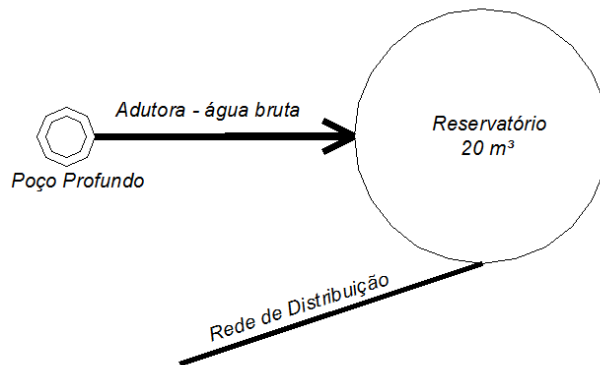 Adutora - água bruta
Reservatório
20 m³
Poço Profundo
Rede de Distribuição